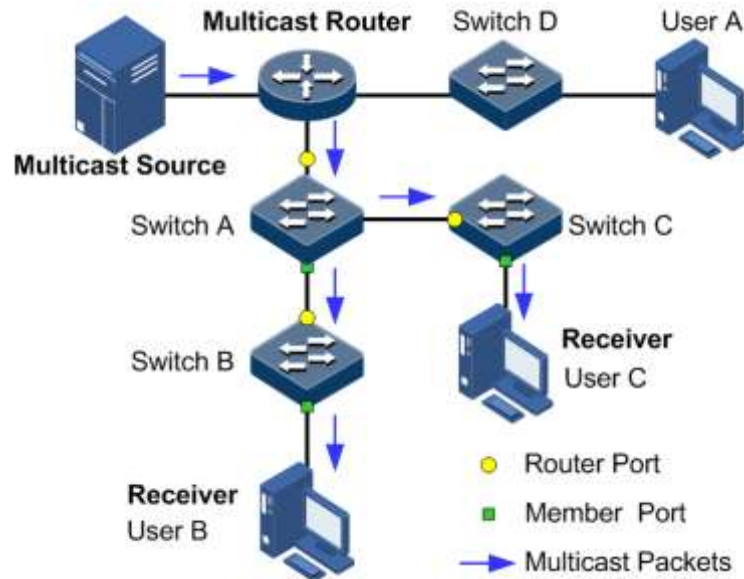 Multicast Router
Switch D
User A
Multicast Source
Switch A
Switch C
Switch B
Receiver
User C
Receiver
User B
Router Port
Member Port
Multicast Packets